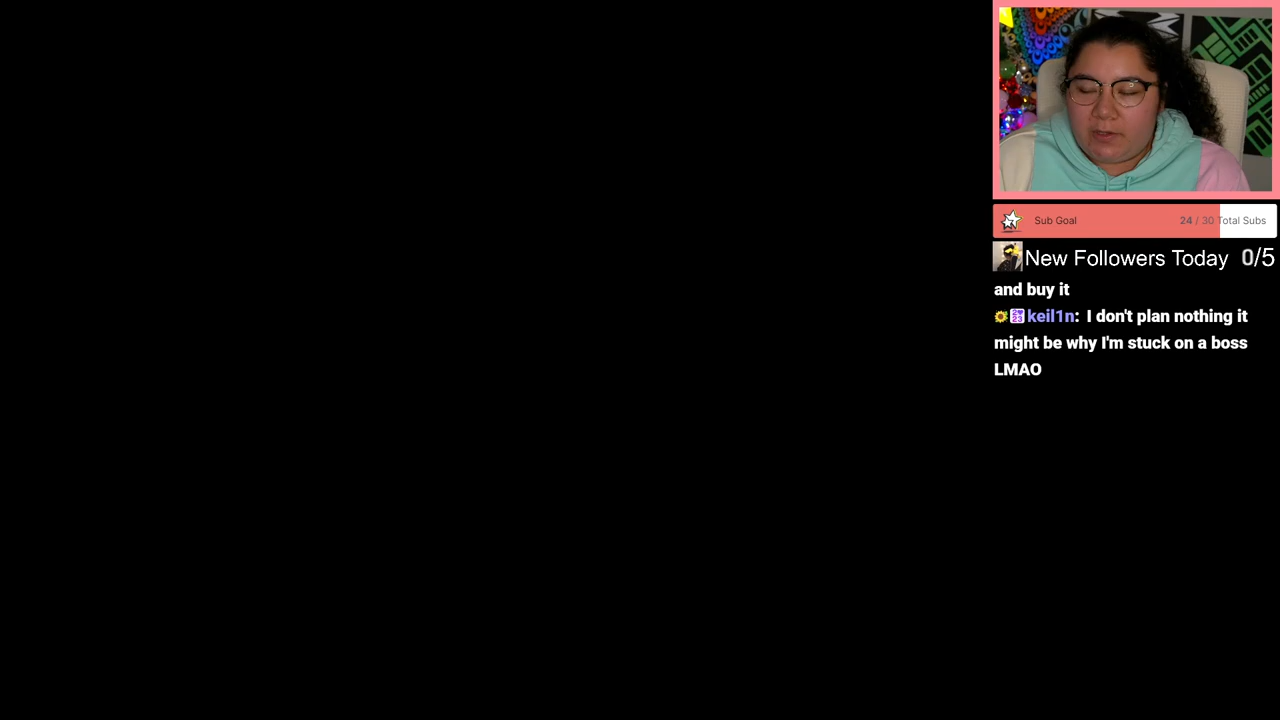 Sub Goal 24 / 30 Total Subs
New Followers Today 0/5
and buy it
keil1n: I don't plan nothing it
might be why I'm stuck on a boss
LMAO